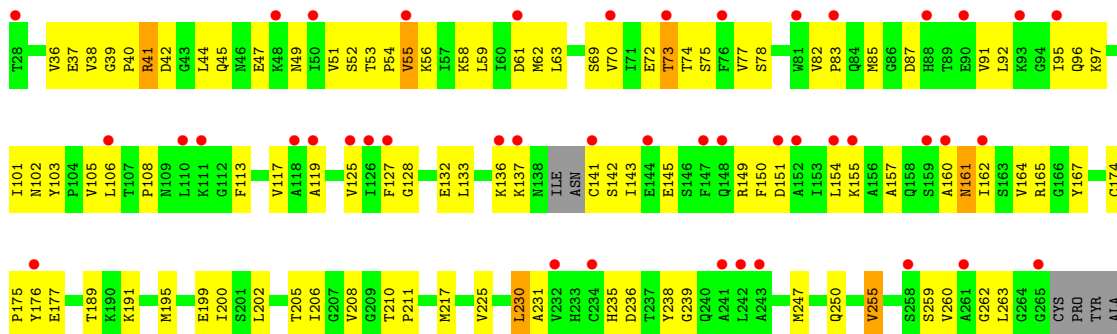 T28 V36 E37 V38 G39 P40 R41 D42 G43 L44 Q45 N46 E47 K48 N49 I50 V51 S52 T53 P54 V55 K56 I57 K58 L59 I60 D61 M62 L63 S69 V70 I71 E72 T73 T74 S75 F76 V77 S78 W81 V82 P83 Q84 M85 G86 D87 H88 T89 E90 V91 L92 K93 G94 I95 Q96 K97
I101 N102 Y103 P104 V105 L106 T107 P108 N109 L110 K111 G112 F113 V117 A118 A119 V125 I126 F127 G128 E132 L133 K136 K137 N138 ILE ASN C141 S142 I143 E144 E145 S146 F147 Q148 R149 F150 D151 A152 I153 L154 K155 A156 A157 Q158 S159 A160 N161 I162 S163 V164 R165 G166 Y167 C174
P175 Y176 E177 T189 K190 K191 M195 E199 I200 S201 L202 T205 I206 G207 V208 G209 D210 P211 M217 V225 L230 A231 V232 H233 C234 H235 D236 T237 Y238 G239 Q240 A241 L242 A243 M247 Q250 V255 S258 S259 V260 A261 G262 L263 G264 G265 CYS PRO TYR ALA